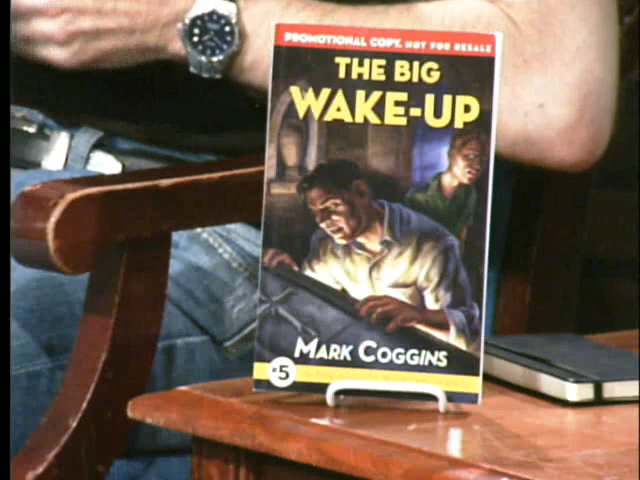 PROMOTIONAL COPY. NOT FOR RESALE
THE BIG
WAKE-UP
MARK COGGINS
#5